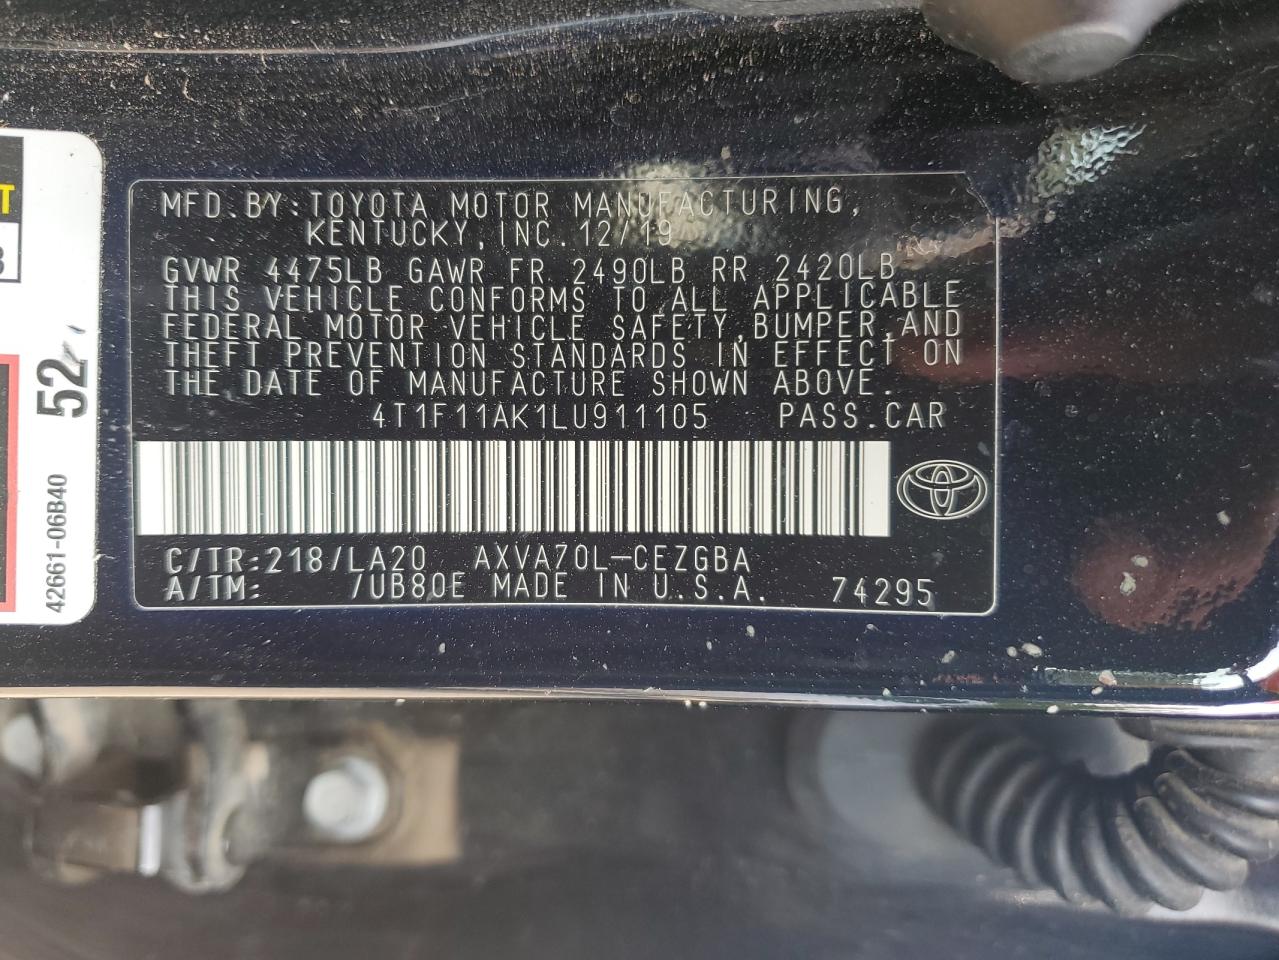 MFD.BY:TOYOTA MOTOR MANUFACTURING,
KENTUCKY,INC. 12/19
GVWR 4475LB GAWR FR 2490LB RR 2420LB
THIS VEHICLE CONFORMS TO ALL APPLICABLE
FEDERAL MOTOR VEHICLE SAFETY,BUMPER,AND
THEFT PREVENTION STANDARDS IN EFFECT ON
THE DATE OF MANUFACTURE SHOWN ABOVE.
4T1F11AK1LU911105 PASS.CAR
C/TR:218/LA20 AXVA70L-CEZGBA
A/TM: /UB80E MADE IN U.S.A. 74295
42661-06B40